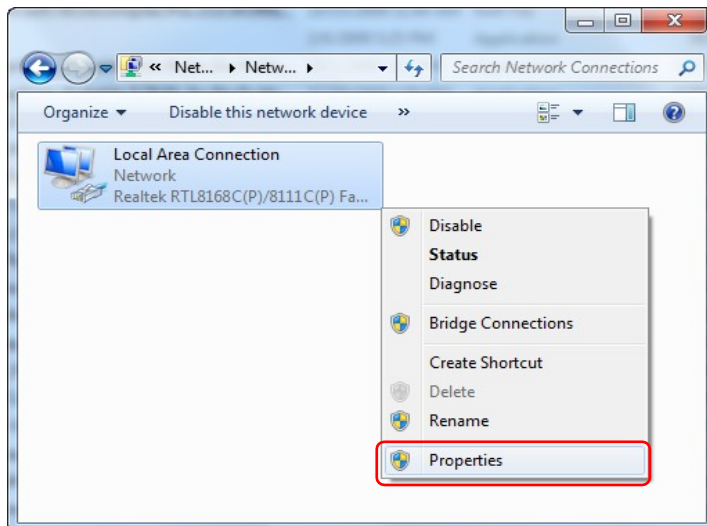 « Net... Netw...
Search Network Connections
Organize Disable this network device »
Local Area Connection
Network
Realtek RTL8168C(P)/8111C(P) Fa...
Disable
Status
Diagnose
Bridge Connections
Create Shortcut
Delete
Rename
Properties